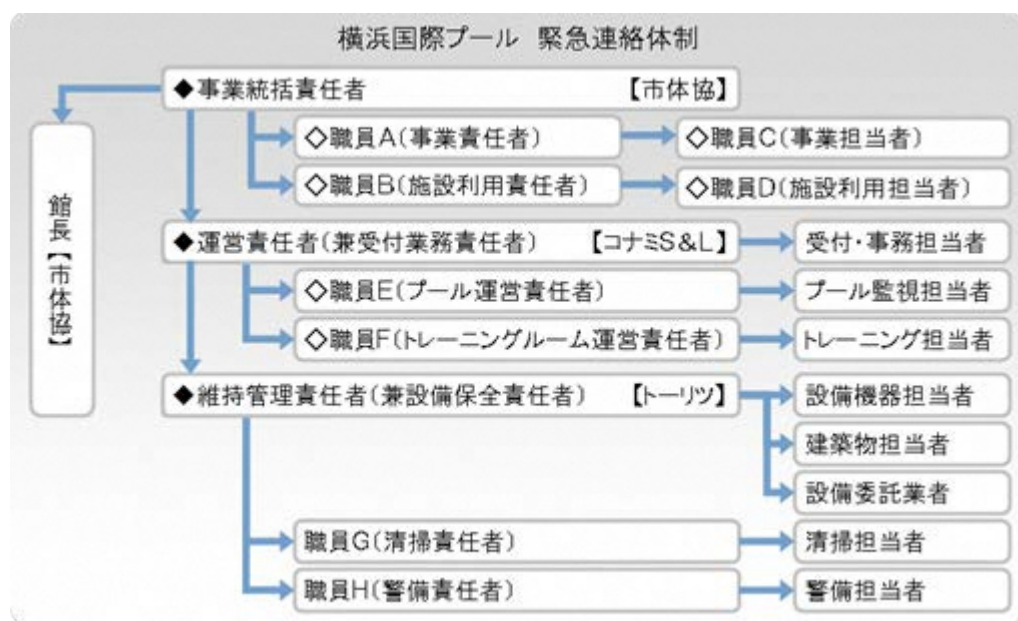 横浜国際プール 緊急連絡体制
◆事業統括責任者 【市体協】
館長【市体協】
◇職員A(事業責任者)
◇職員C(事業担当者)
◇職員B(施設利用責任者)
◇職員D(施設利用担当者)
◆運営責任者(兼受付業務責任者) 【コナミS&L】
受付・事務担当者
◇職員E(プール運営責任者)
プール監視担当者
◇職員F(トレーニングルーム運営責任者)
トレーニング担当者
◆維持管理責任者(兼設備保全責任者) 【トーリツ】
設備機器担当者
建築物担当者
設備委託業者
職員G(清掃責任者)
清掃担当者
職員H(警備責任者)
警備担当者